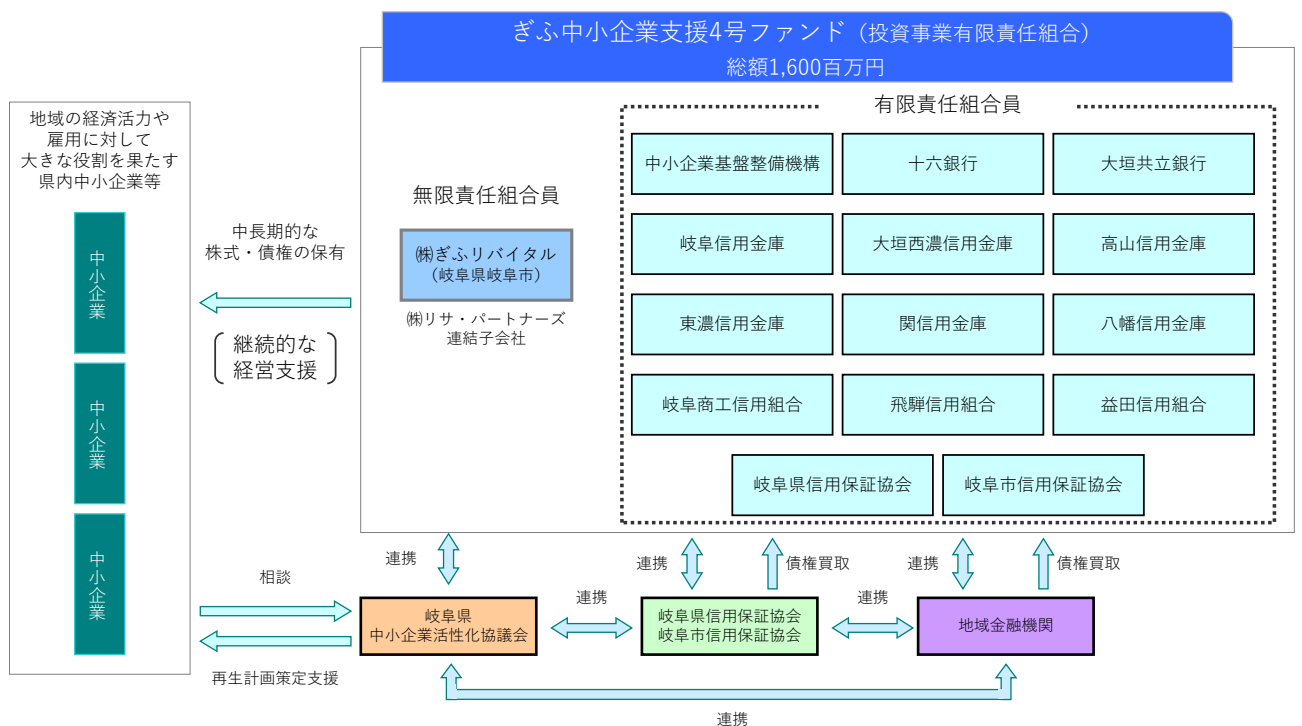 ぎふ中小企業支援4号ファンド（投資事業有限責任組合）
総額1,600百万円
地域の経済活力や
雇用に対して
大きな役割を果たす
県内中小企業等
中小企業
中小企業
中小企業
中長期的な
株式・債権の保有
継続的な
経営支援
無限責任組合員
㈱ぎふリバイタル
（岐阜県岐阜市）
㈱リサ・パートナーズ
連結子会社
有限責任組合員
中小企業基盤整備機構
十六銀行
大垣共立銀行
岐阜信用金庫
大垣西濃信用金庫
高山信用金庫
東濃信用金庫
関信用金庫
八幡信用金庫
岐阜商工信用組合
飛騨信用組合
益田信用組合
岐阜県信用保証協会
岐阜市信用保証協会
連携
連携
債権買取
連携
債権買取
相談
再生計画策定支援
岐阜県
中小企業活性化協議会
連携
岐阜県信用保証協会
岐阜市信用保証協会
連携
地域金融機関
連携